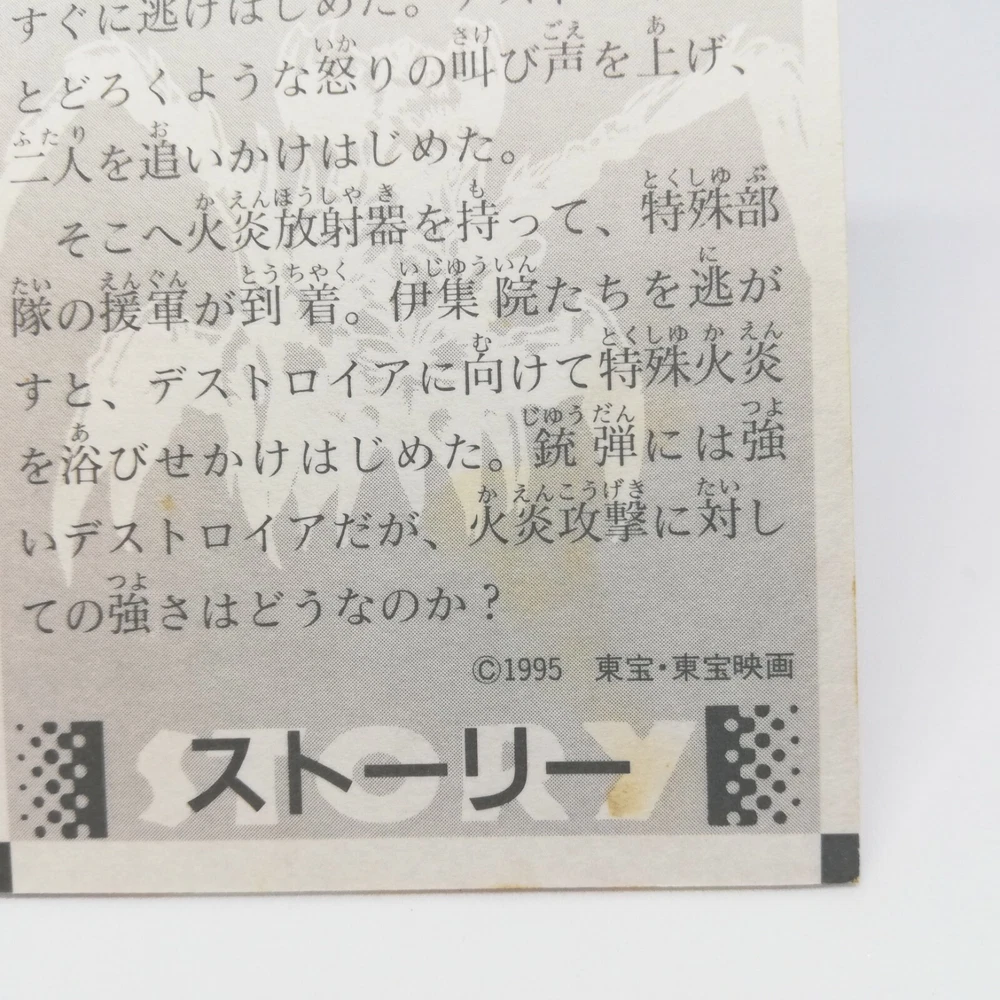 すぐに逃げはじめた。デスト
とどろくような怒りの叫び声を上げ、
二人を追いかけはじめた。
そこへ火炎放射器を持って、特殊部
隊の援軍が到着。伊集院たちを逃が
すと、デストロイアに向けて特殊火炎
を浴びせかけはじめた。銃弾には強
いデストロイアだが、火炎攻撃に対し
ての強さはどうなのか?
©1995 東宝・東宝映画
STORY
ストーリー